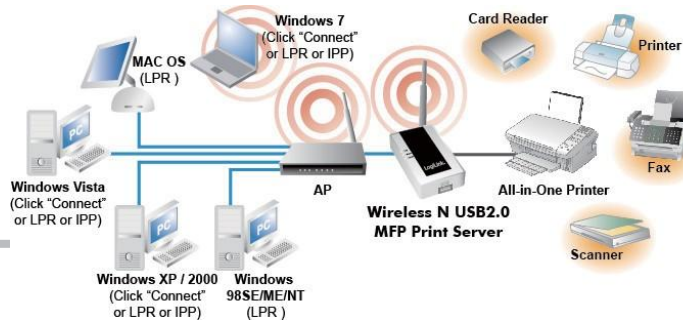 Windows 7
(Click “Connect”
or LPR or IPP)
Card Reader
Printer
MAC OS
(LPR )
PC
Windows Vista
(Click “Connect”
or LPR or IPP)
AP
LogiLink
Wireless N USB2.0
MFP Print Server
All-in-One Printer
Fax
Scanner
PC
Windows XP / 2000
(Click “Connect”
or LPR or IPP)
PC
Windows
98SE/ME/NT
(LPR )